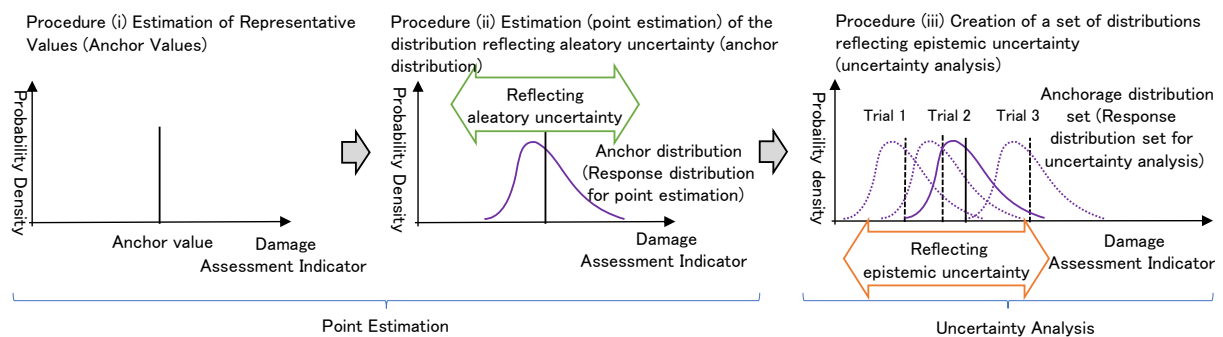 Procedure (i) Estimation of Representative
Values (Anchor Values)
Probability Density
Anchor value
Damage
Assessment Indicator
Procedure (ii) Estimation (point estimation) of the
distribution reflecting aleatory uncertainty (anchor
distribution)
Reflecting
aleatory uncertainty
Probability Density
Anchor distribution
(Response distribution
for point estimation)
Damage
Assessment Indicator
Point Estimation
Procedure (iii) Creation of a set of distributions
reflecting epistemic uncertainty
(uncertainty analysis)
Probability density
Trial 1
Trial 2
Trial 3
Anchorage distribution
set (Response
distribution set for
uncertainty analysis)
Reflecting
epistemic uncertainty
Damage
Assessment Indicator
Uncertainty Analysis